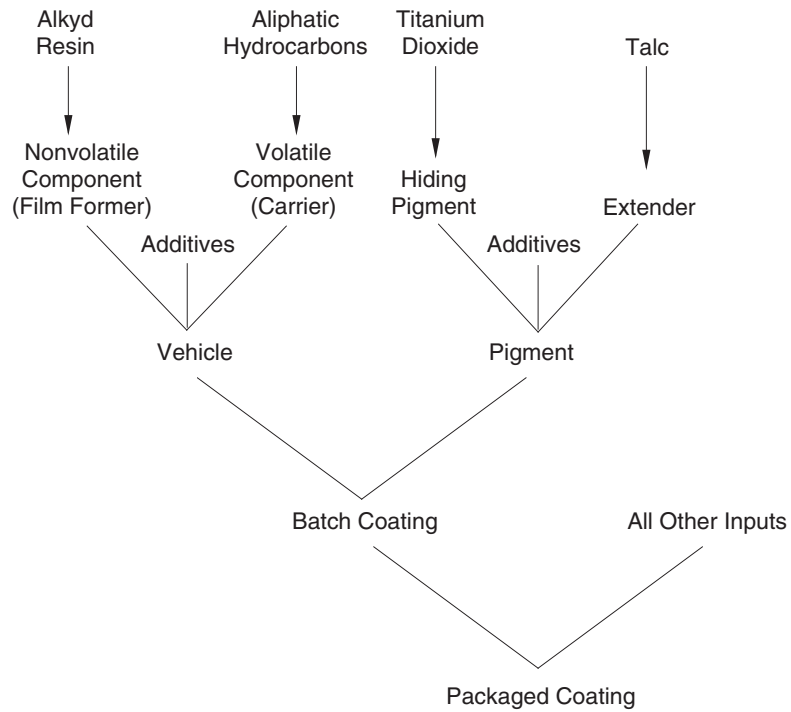 Alkyd
Resin
Aliphatic
Hydrocarbons
Titanium
Dioxide
Talc
Nonvolatile
Component
(Film Former)
Volatile
Component
(Carrier)
Hiding
Pigment
Extender
Additives
Additives
Vehicle
Pigment
Batch Coating
All Other Inputs
Packaged Coating